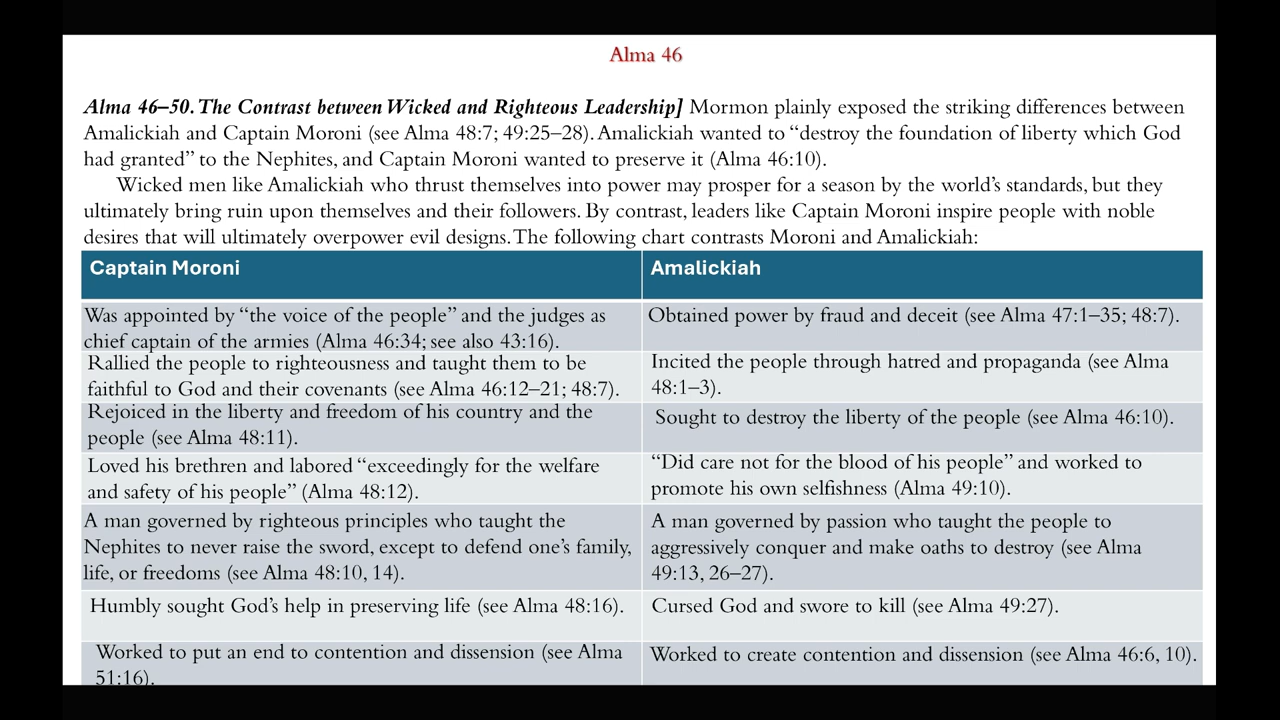 Alma 46
Alma 46–50. The Contrast between Wicked and Righteous Leadership] Mormon plainly exposed the striking differences between
Amalickiah and Captain Moroni (see Alma 48:7; 49:25–28). Amalickiah wanted to “destroy the foundation of liberty which God
had granted” to the Nephites, and Captain Moroni wanted to preserve it (Alma 46:10).
Wicked men like Amalickiah who thrust themselves into power may prosper for a season by the world’s standards, but they
ultimately bring ruin upon themselves and their followers. By contrast, leaders like Captain Moroni inspire people with noble
desires that will ultimately overpower evil designs. The following chart contrasts Moroni and Amalickiah:
Captain Moroni
Amalickiah
Was appointed by “the voice of the people” and the judges as
chief captain of the armies (Alma 46:34; see also 43:16).
Obtained power by fraud and deceit (see Alma 47:1–35; 48:7).
Rallied the people to righteousness and taught them to be
faithful to God and their covenants (see Alma 46:12–21; 48:7).
Incited the people through hatred and propaganda (see Alma
48:1–3).
Rejoiced in the liberty and freedom of his country and the
people (see Alma 48:11).
Sought to destroy the liberty of the people (see Alma 46:10).
Loved his brethren and labored “exceedingly for the welfare
and safety of his people” (Alma 48:12).
“Did care not for the blood of his people” and worked to
promote his own selfishness (Alma 49:10).
A man governed by righteous principles who taught the
Nephites to never raise the sword, except to defend one’s family,
life, or freedoms (see Alma 48:10, 14).
A man governed by passion who taught the people to
aggressively conquer and make oaths to destroy (see Alma
49:13, 26–27).
Humbly sought God’s help in preserving life (see Alma 48:16).
Cursed God and swore to kill (see Alma 49:27).
Worked to put an end to contention and dissension (see Alma
51:16).
Worked to create contention and dissension (see Alma 46:6, 10).